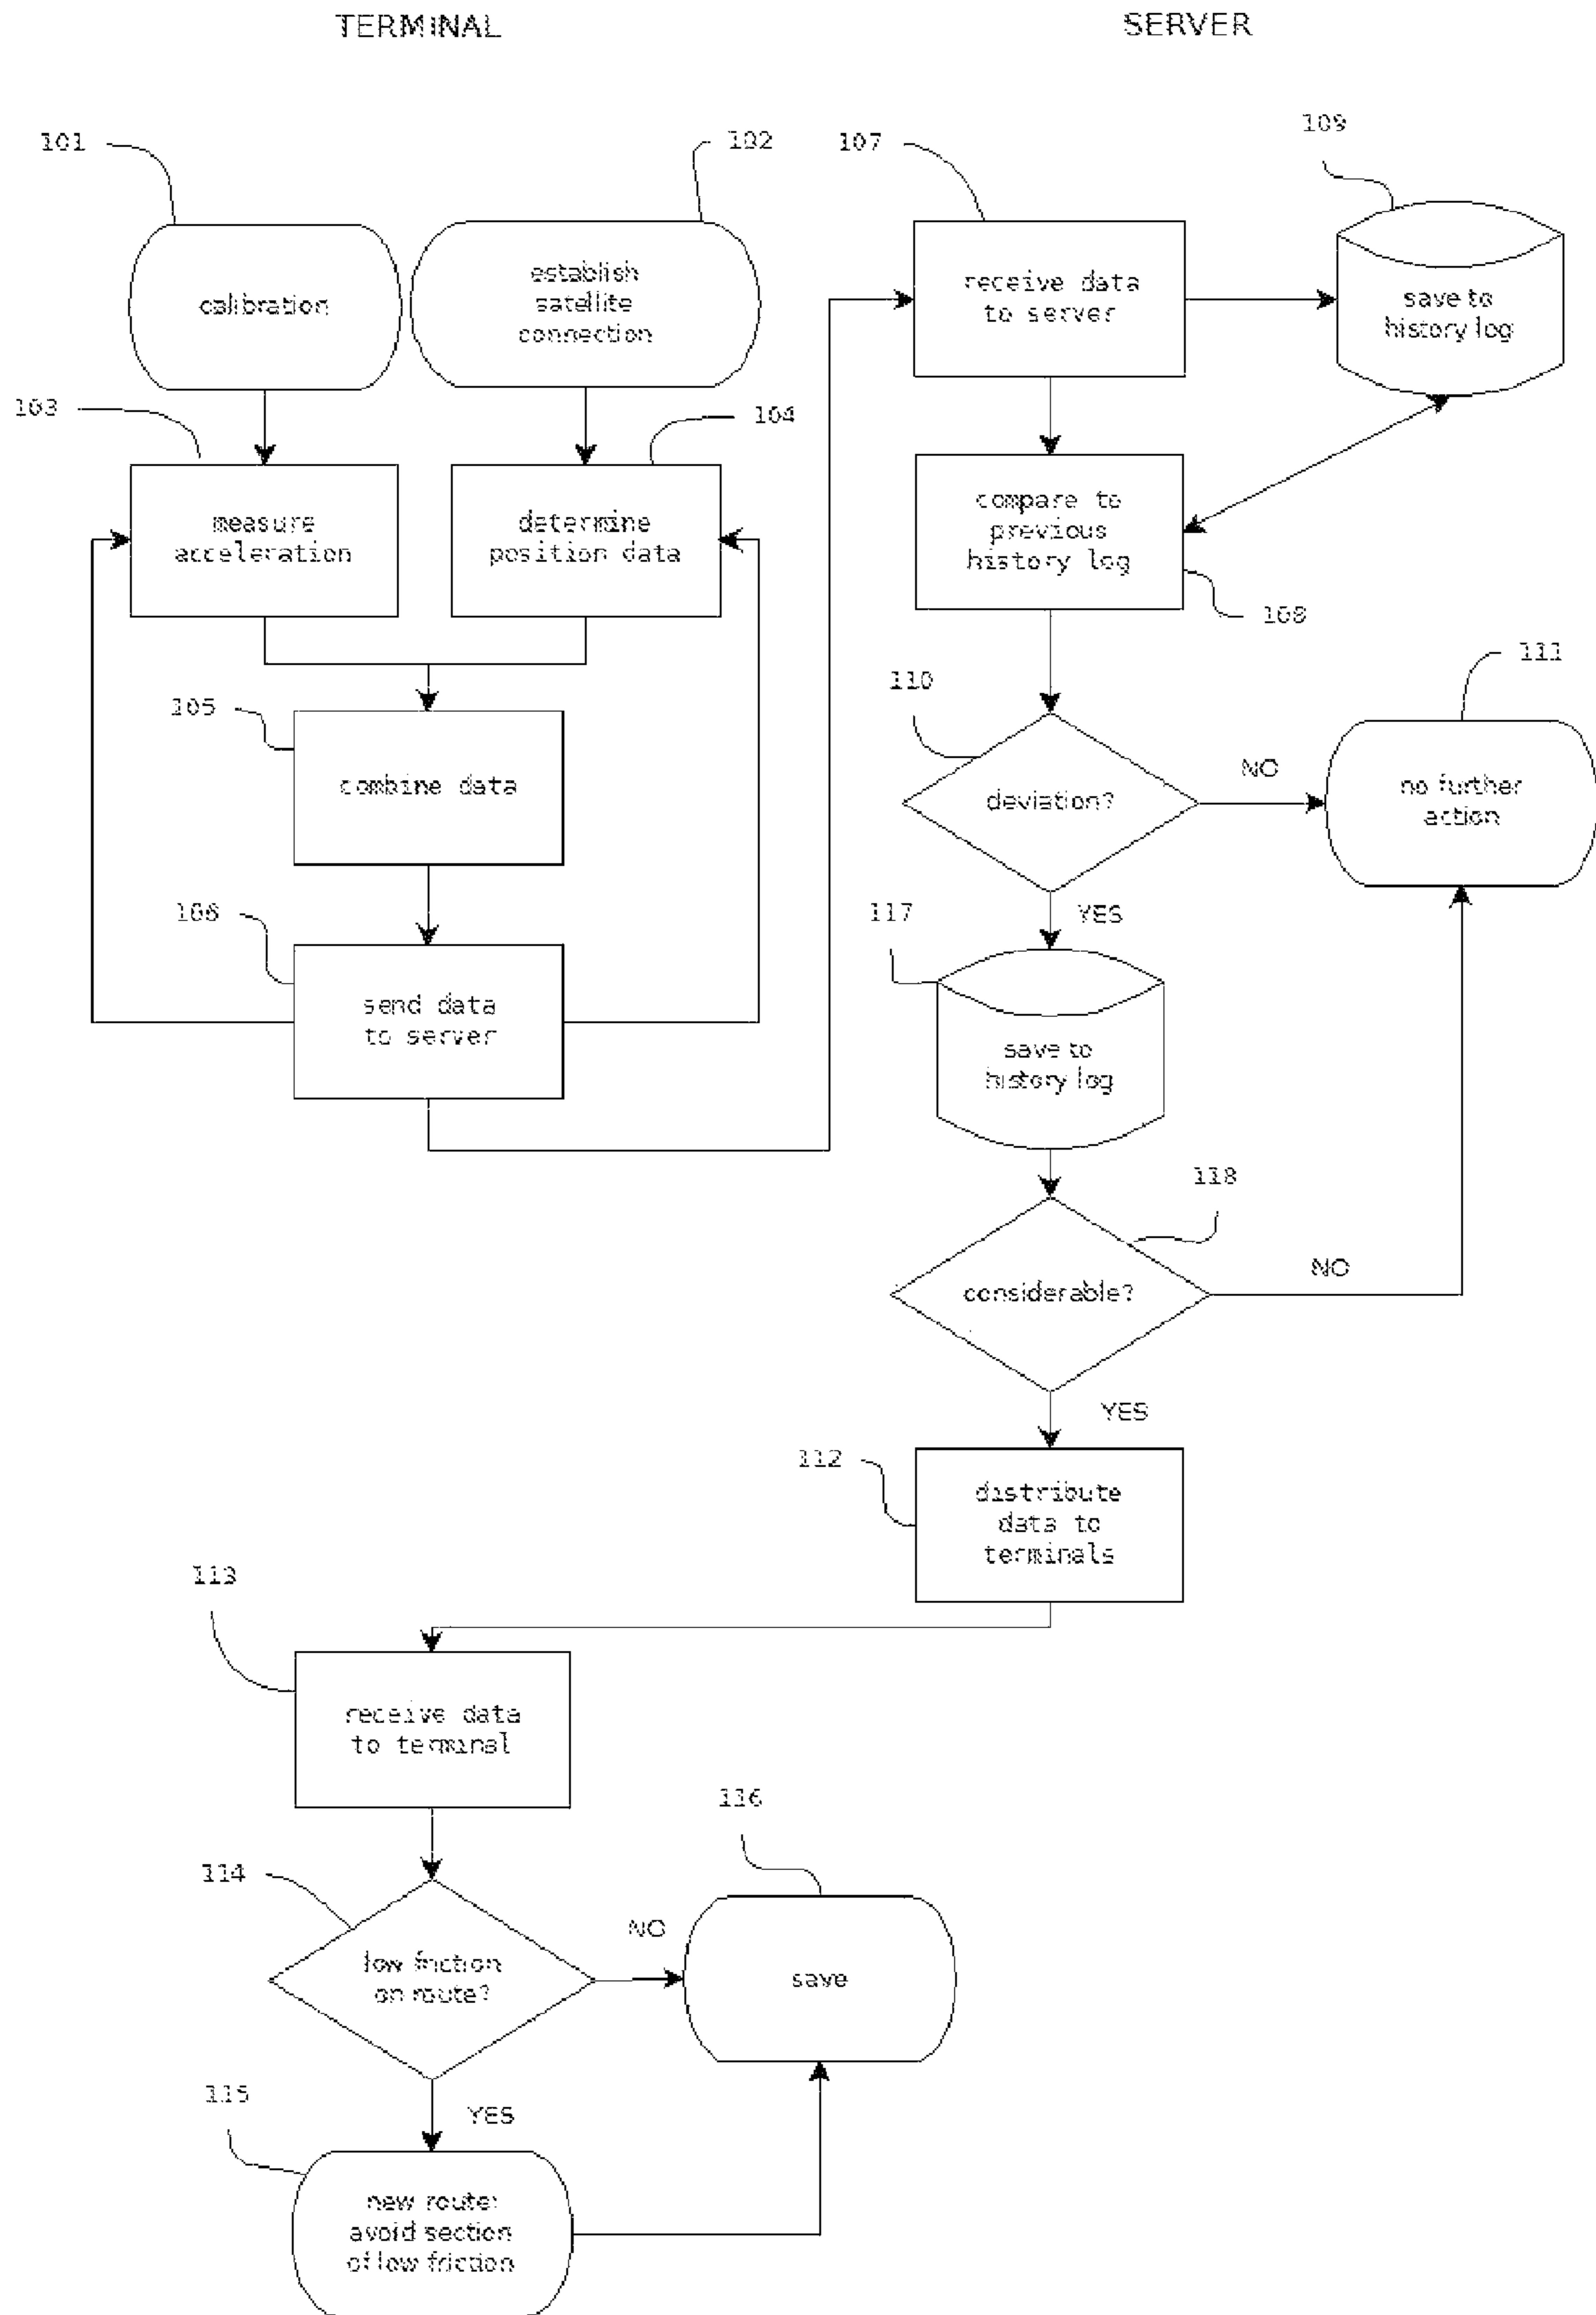 TERMINAL
SERVER
101
102
107
109
calibration
establish
satellite
connection
receive data
to server
save to
history log
103
104
measure
acceleration
determine
position data
compare to
previous
history log
108
105
combine data
110
111
deviation?
NO
no further
action
YES
106
send data
to server
117
save to
history log
118
considerable?
NO
YES
112
distribute
data to
terminals
113
receive data
to terminal
114
116
low friction
on route?
NO
save
YES
115
new route:
avoid section
of low friction